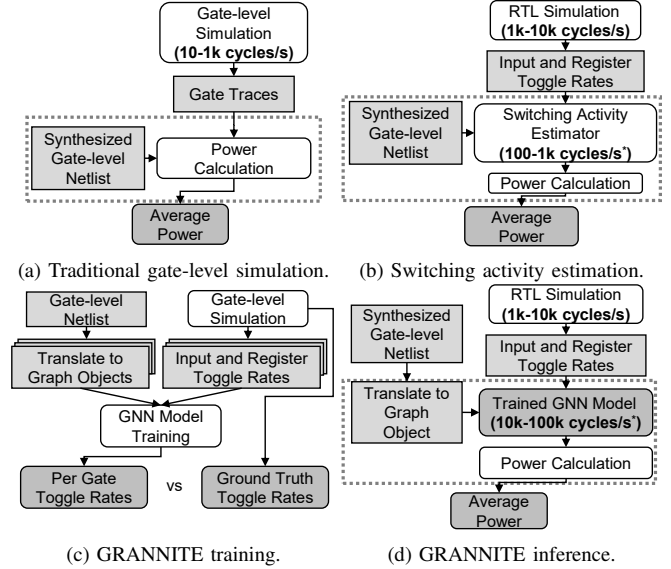 Gate-level
Simulation
(10-1k cycles/s)
Gate Traces
Synthesized
Gate-level
Netlist
Power
Calculation
Average
Power
(a) Traditional gate-level simulation.
RTL Simulation
(1k-10k cycles/s)
Input and Register
Toggle Rates
Synthesized
Gate-level
Netlist
Switching Activity
Estimator
(100-1k cycles/s*)
Power Calculation
Average
Power
(b) Switching activity estimation.
Gate-level
Netlist
Gate-level
Simulation
Translate to
Graph Objects
Input and Register
Toggle Rates
GNN Model
Training
Per Gate
Toggle Rates
vs
Ground Truth
Toggle Rates
(c) GRANNITE training.
Synthesized
Gate-level
Netlist
RTL Simulation
(1k-10k cycles/s)
Input and Register
Toggle Rates
Translate to
Graph
Object
Trained GNN Model
(10k-100k cycles/s*)
Power Calculation
Average
Power
(d) GRANNITE inference.